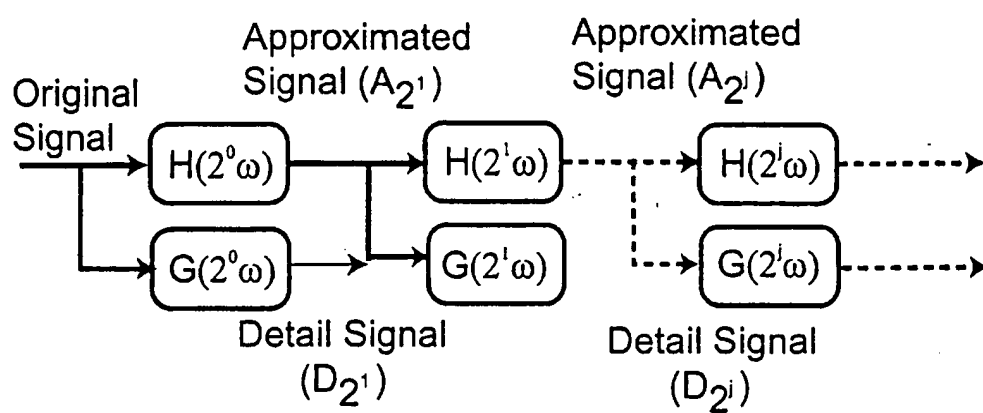 Approximated
Signal (A₂¹)
Approximated
Signal (A₂ʲ)
Original
Signal
H(2⁰ω)
H(2¹ω)
H(2ʲω)
G(2⁰ω)
G(2¹ω)
G(2ʲω)
Detail Signal
(D₂¹)
Detail Signal
(D₂ʲ)